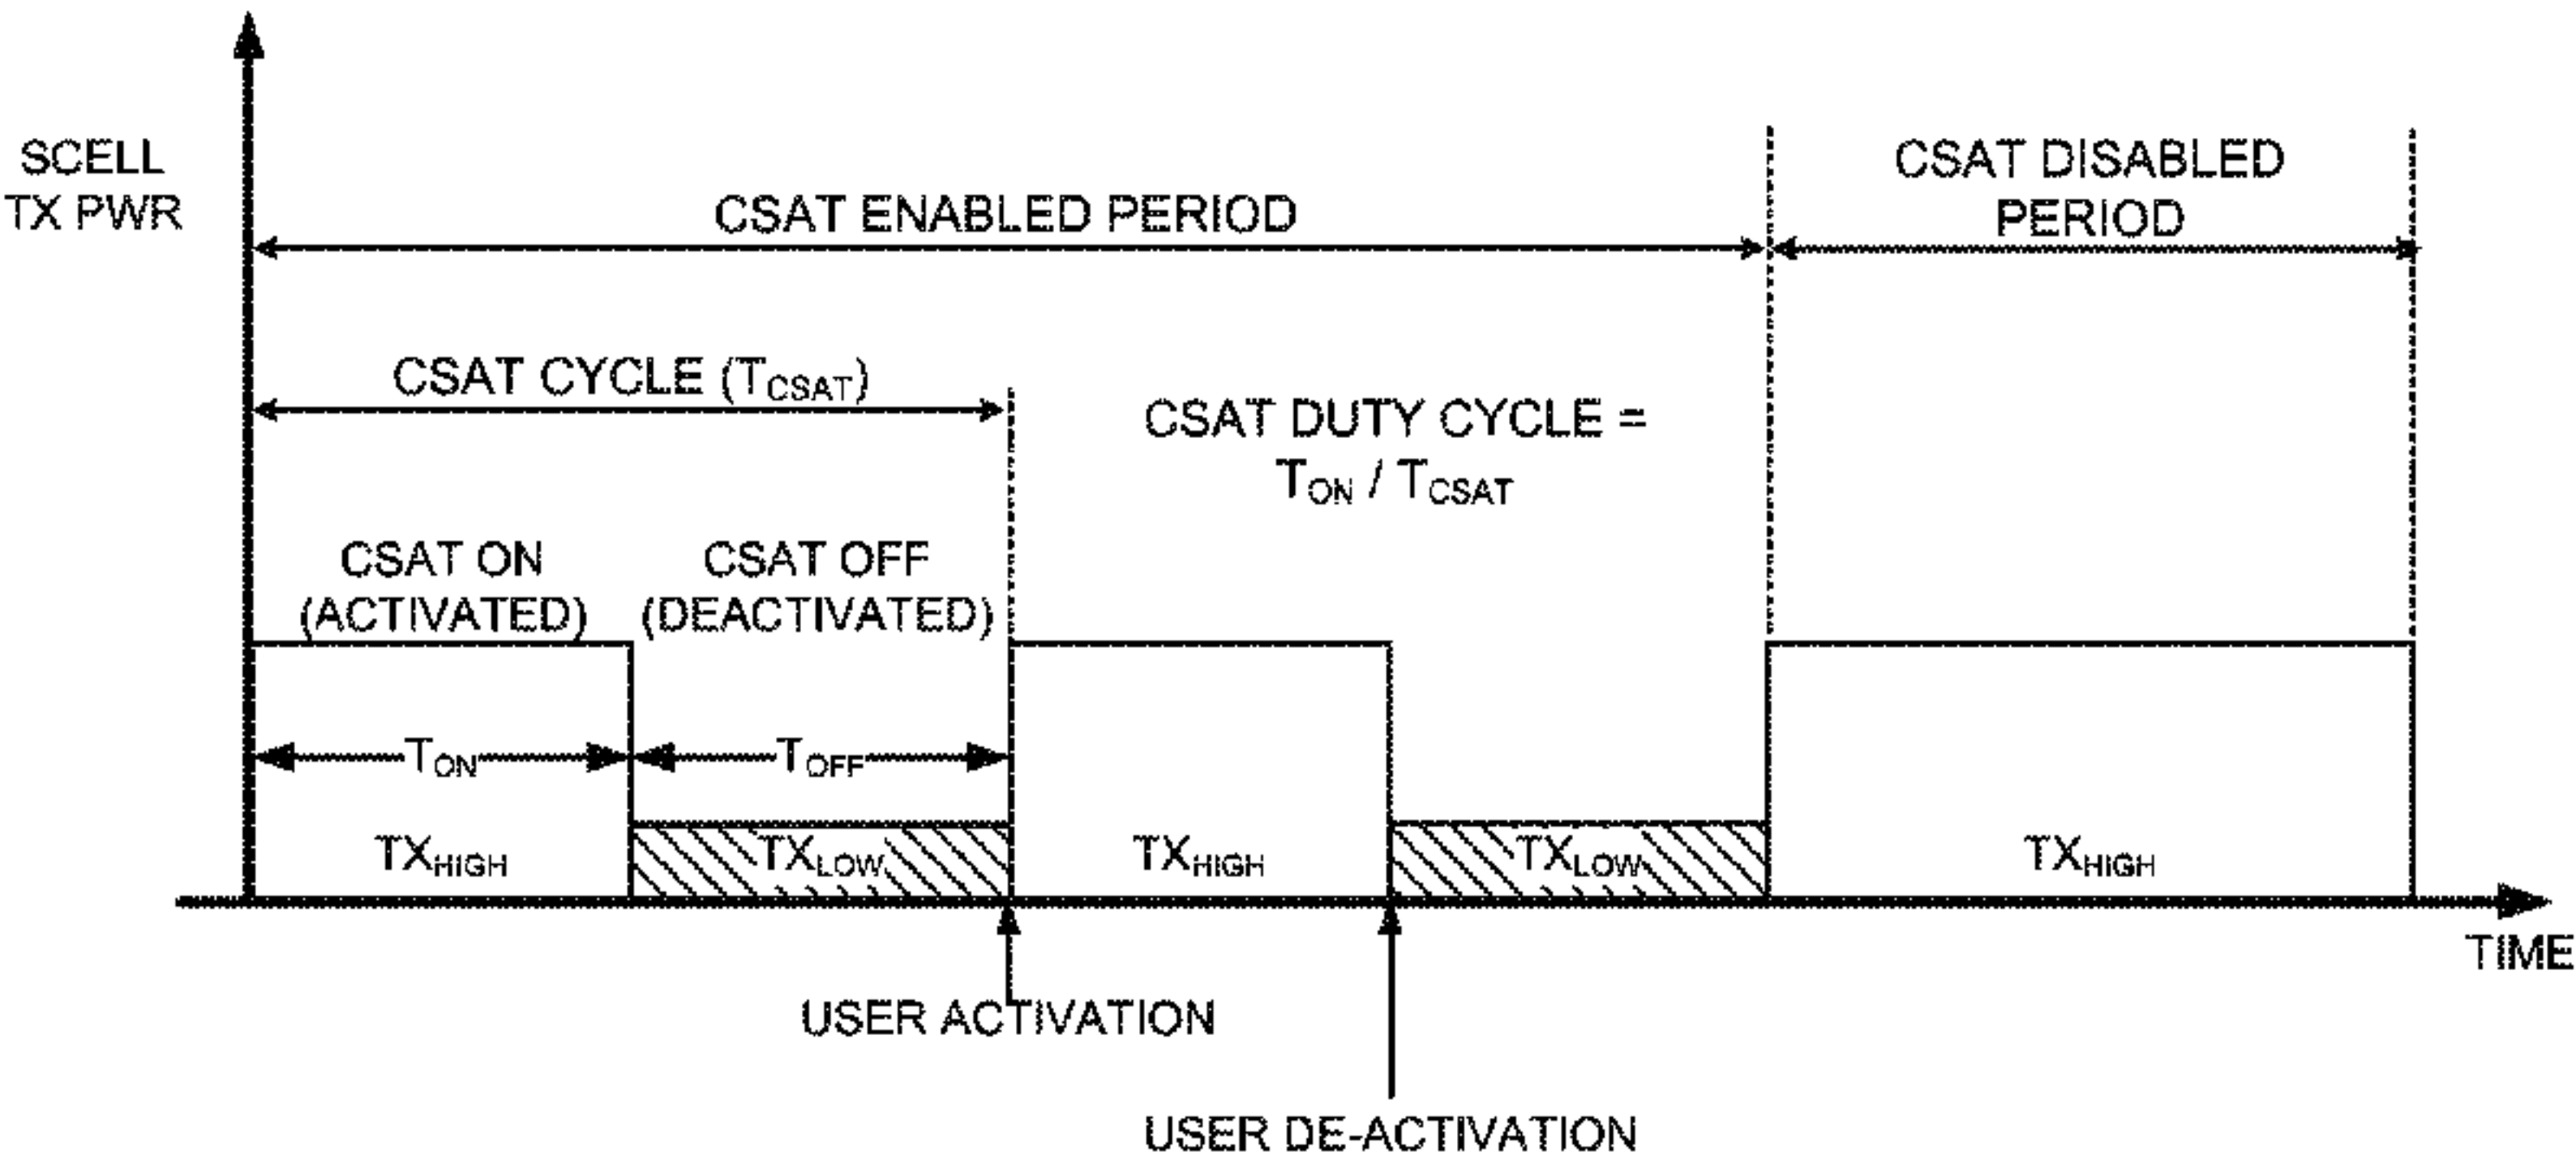 SCELL
TX PWR
CSAT ENABLED PERIOD
CSAT DISABLED
PERIOD
CSAT CYCLE (TCSAT)
CSAT DUTY CYCLE =
TON / TCSAT
CSAT ON
(ACTIVATED)
CSAT OFF
(DEACTIVATED)
TON
TOFF
TXHIGH
TXLOW
TXHIGH
TXLOW
TXHIGH
TIME
USER ACTIVATION
USER DE-ACTIVATION